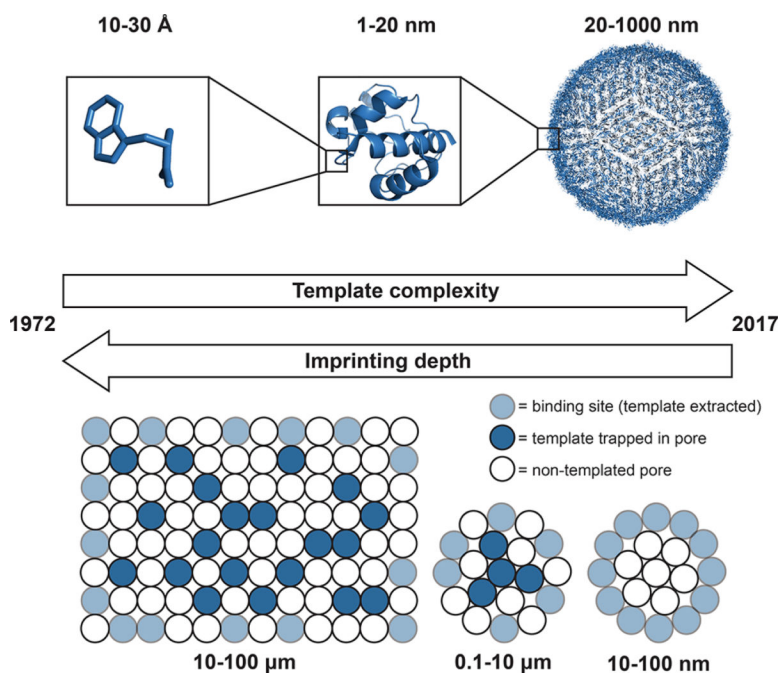 10-30 Å
1-20 nm
20-1000 nm
Template complexity
1972
2017
Imprinting depth
= binding site (template extracted)
= template trapped in pore
= non-templated pore
10-100 µm
0.1-10 µm
10-100 nm